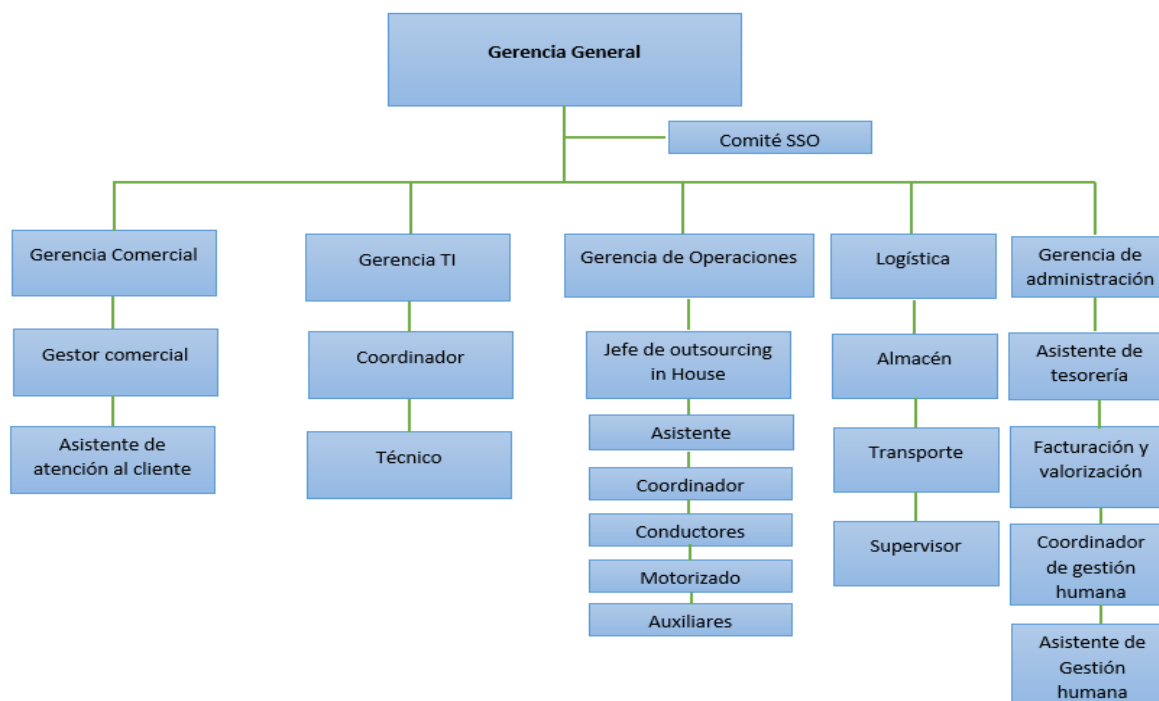 Gerencia General
Comité SSO
Gerencia Comercial
Gerencia TI
Gerencia de Operaciones
Logística
Gerencia de
administración
Gestor comercial
Coordinador
Jefe de outsourcing
in House
Almacén
Asistente de
tesorería
Asistente de
atención al cliente
Técnico
Asistente
Transporte
Facturación y
valorización
Coordinador
Conductores
Supervisor
Coordinador
de gestión
humana
Motorizado
Auxiliares
Asistente de
Gestión
humana